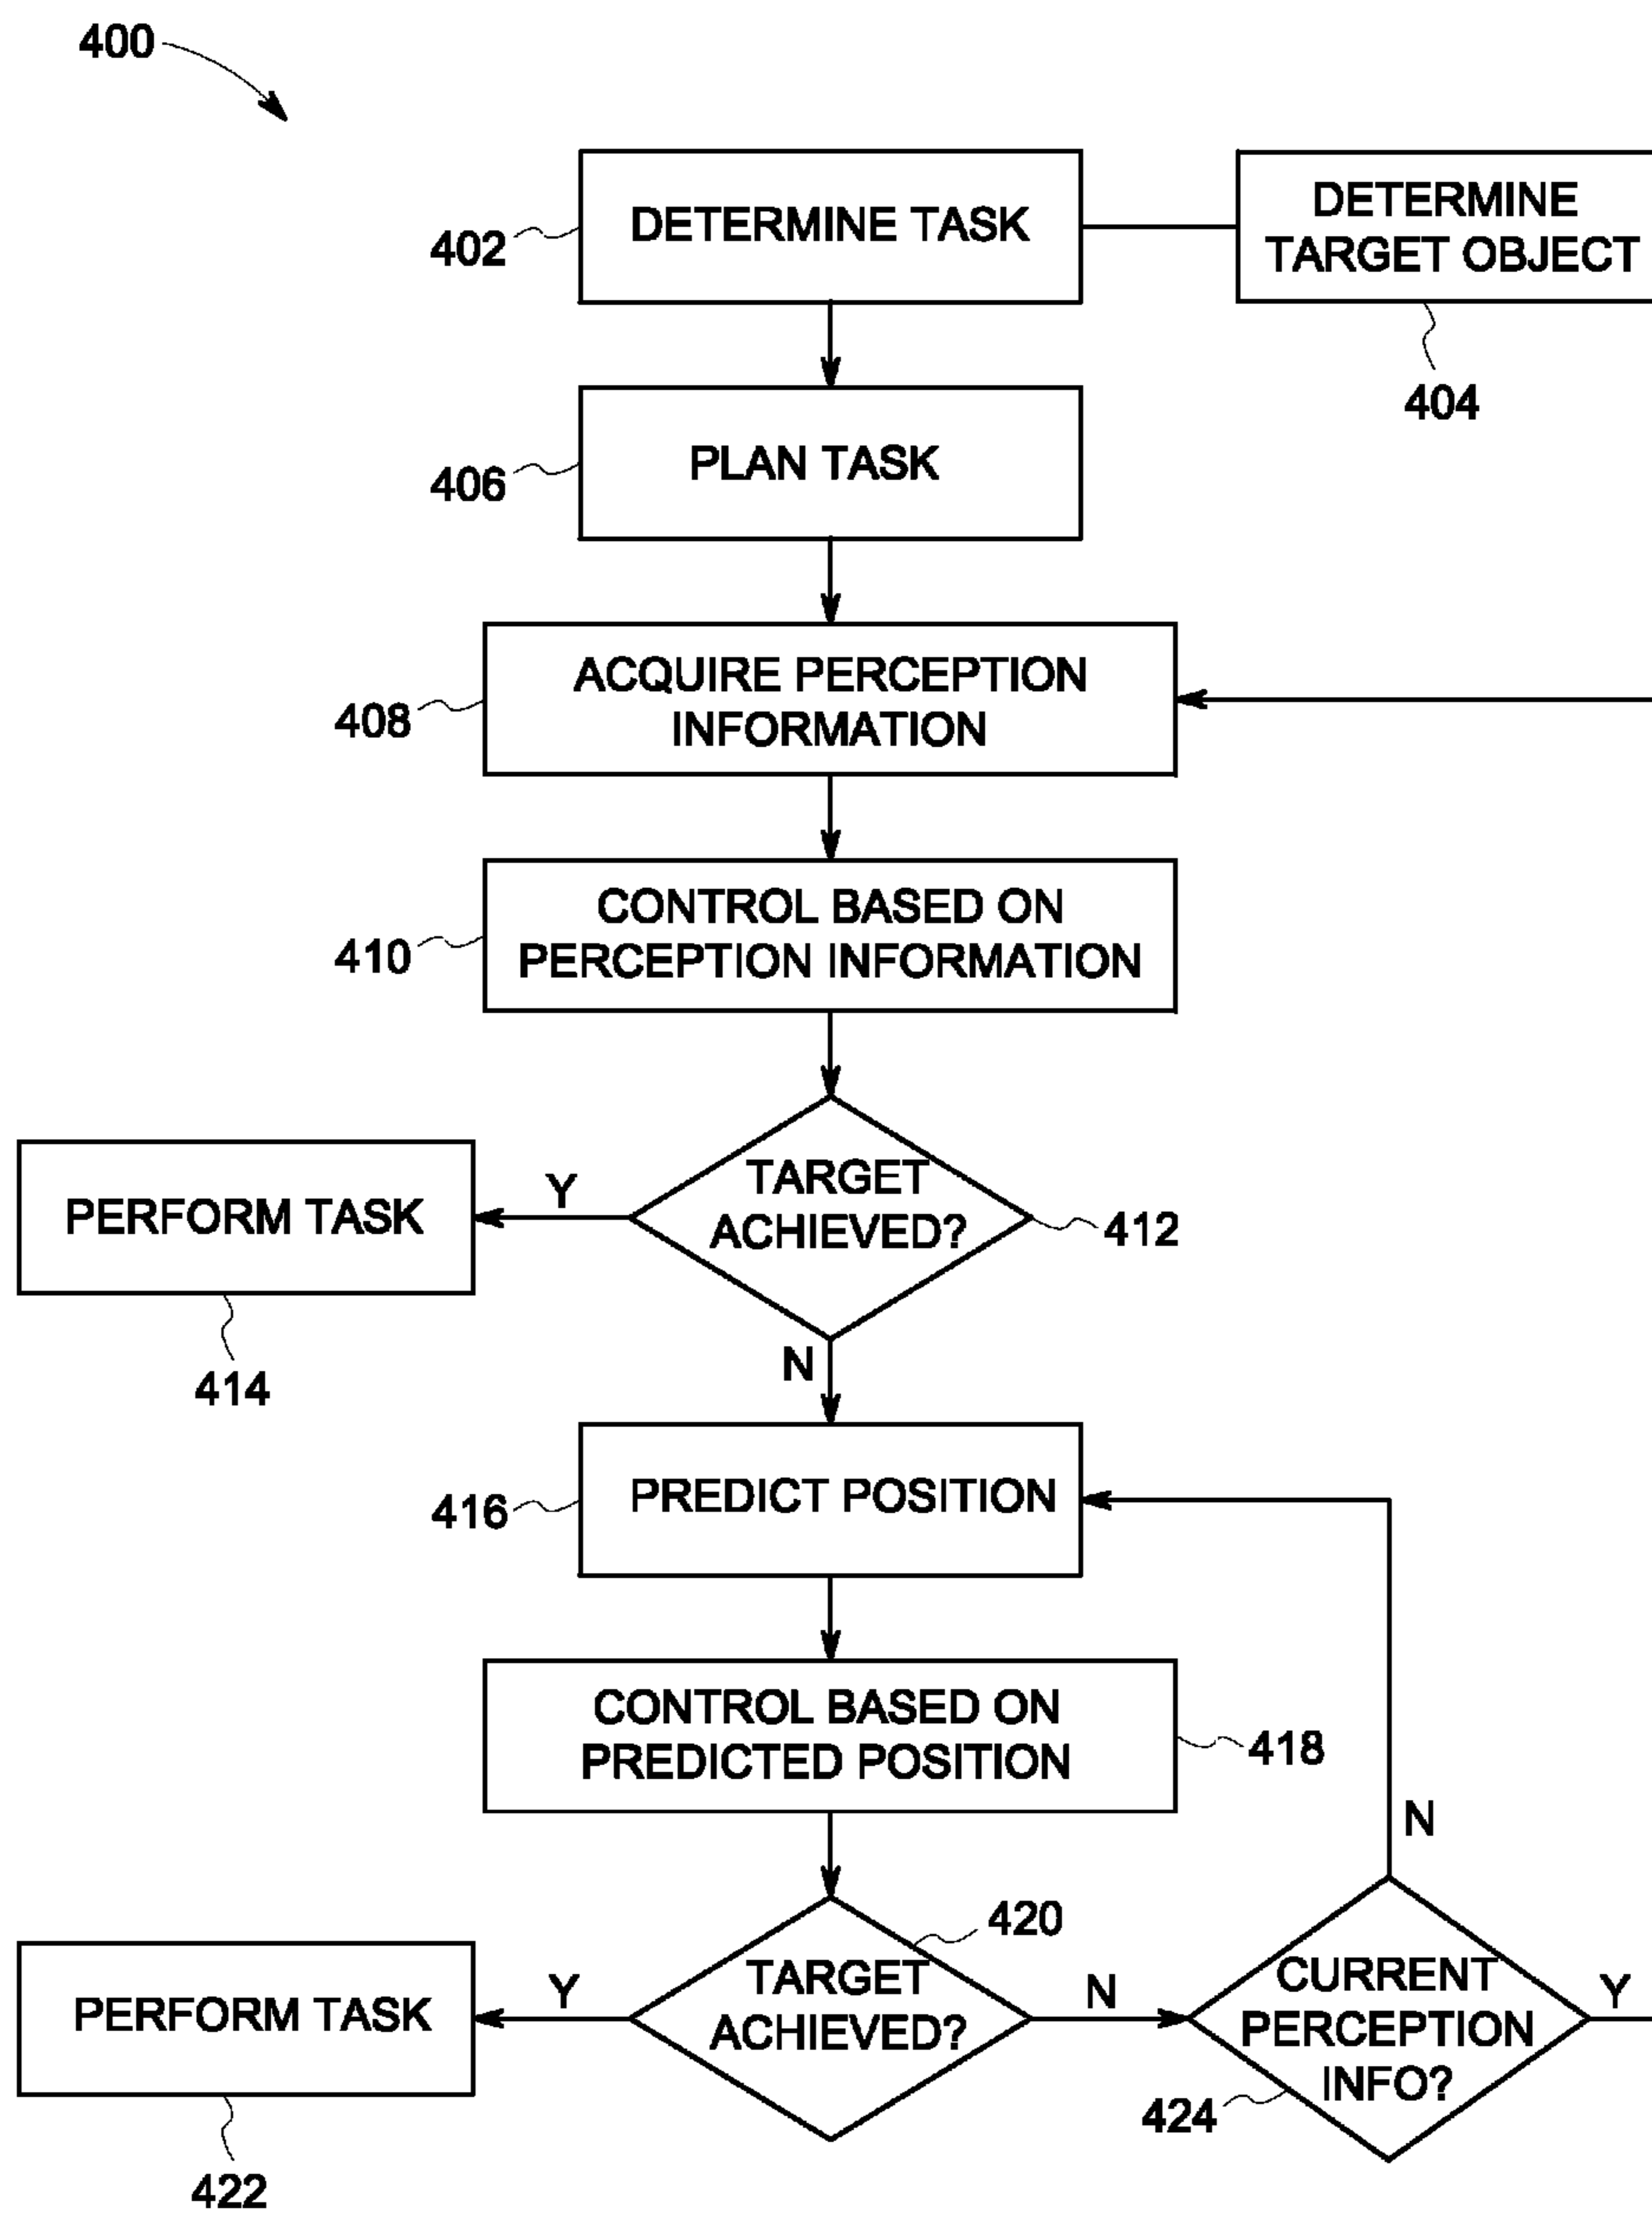 400
DETERMINE TASK
402
DETERMINE
TARGET OBJECT
404
PLAN TASK
406
ACQUIRE PERCEPTION
INFORMATION
408
CONTROL BASED ON
PERCEPTION INFORMATION
410
TARGET
ACHIEVED?
412
Y
PERFORM TASK
414
N
PREDICT POSITION
416
CONTROL BASED ON
PREDICTED POSITION
418
TARGET
ACHIEVED?
420
Y
PERFORM TASK
422
N
CURRENT
PERCEPTION
INFO?
424
N
Y